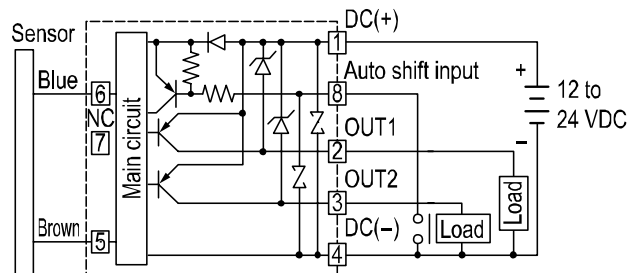 Sensor
DC(+)
1
Blue
6
Auto shift input
8
+
12 to
24 VDC
NC
7
Main circuit
OUT1
2
−
OUT2
3
Load
Load
Brown
5
DC(−)
4